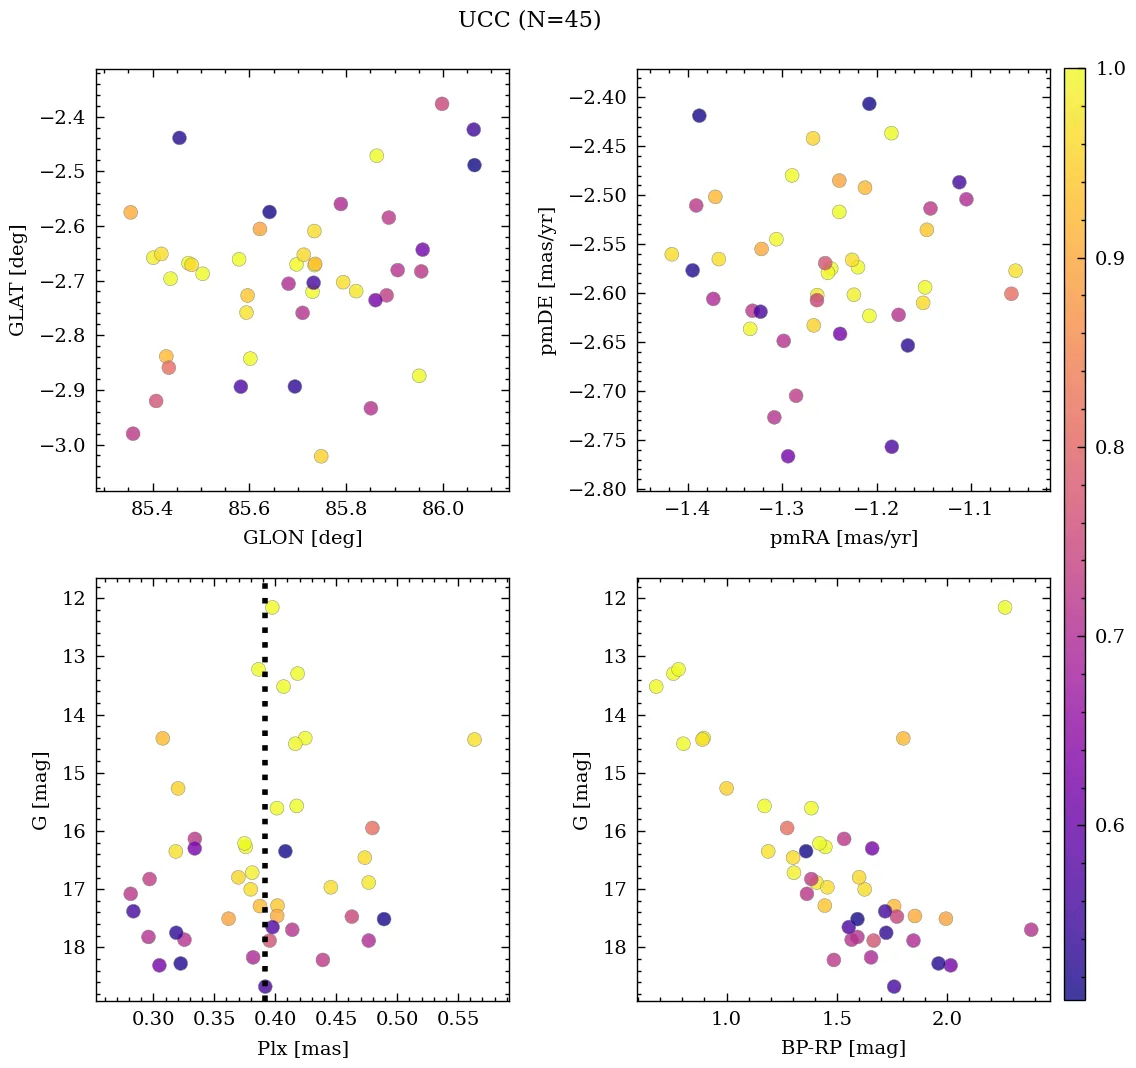 UCC (N=45)
−2.4
−2.5
−2.6
−2.7
−2.8
−2.9
−3.0
GLAT [deg]
85.4 85.6 85.8 86.0
GLON [deg]
−2.40
−2.45
−2.50
−2.55
−2.60
−2.65
−2.70
−2.75
−2.80
pmDE [mas/yr]
−1.4 −1.3 −1.2 −1.1
pmRA [mas/yr]
12
13
14
15
16
17
18
G [mag]
0.30 0.35 0.40 0.45 0.50 0.55
Plx [mas]
12
13
14
15
16
17
18
G [mag]
1.0 1.5 2.0
BP-RP [mag]
1.0
0.9
0.8
0.7
0.6